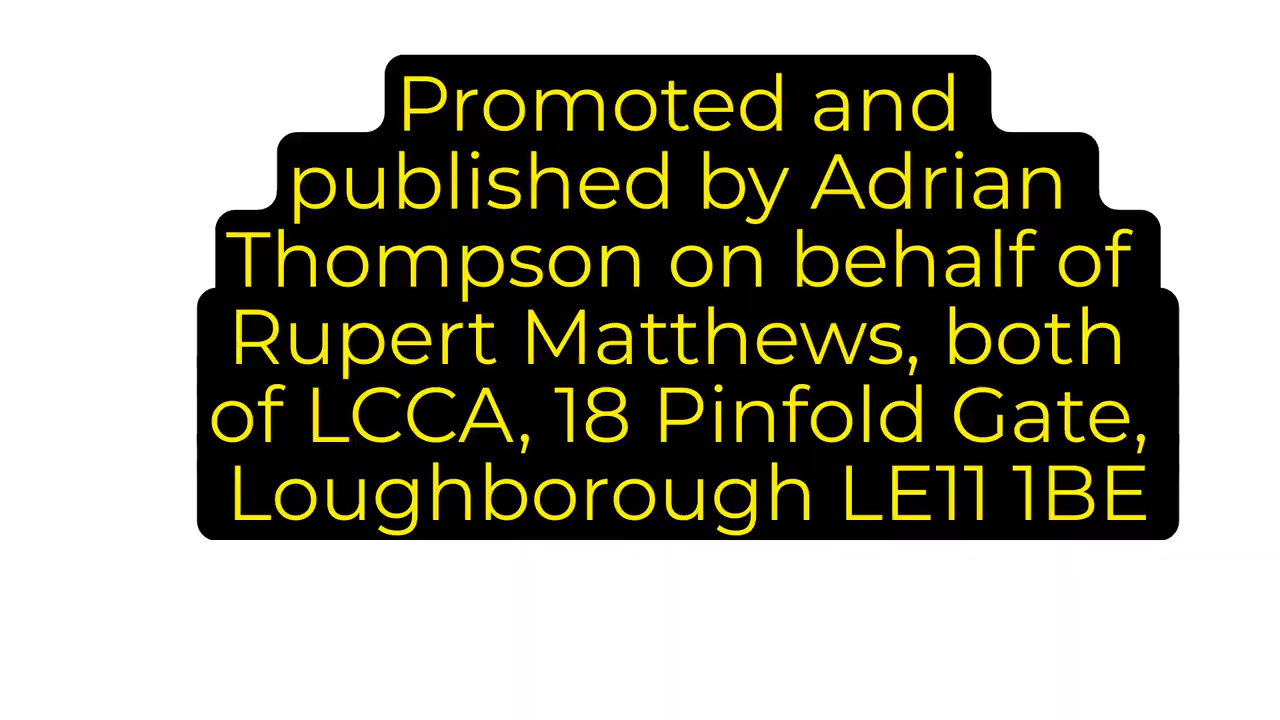 Promoted and
published by Adrian
Thompson on behalf of
Rupert Matthews, both
of LCCA, 18 Pinfold Gate,
Loughborough LE11 1BE